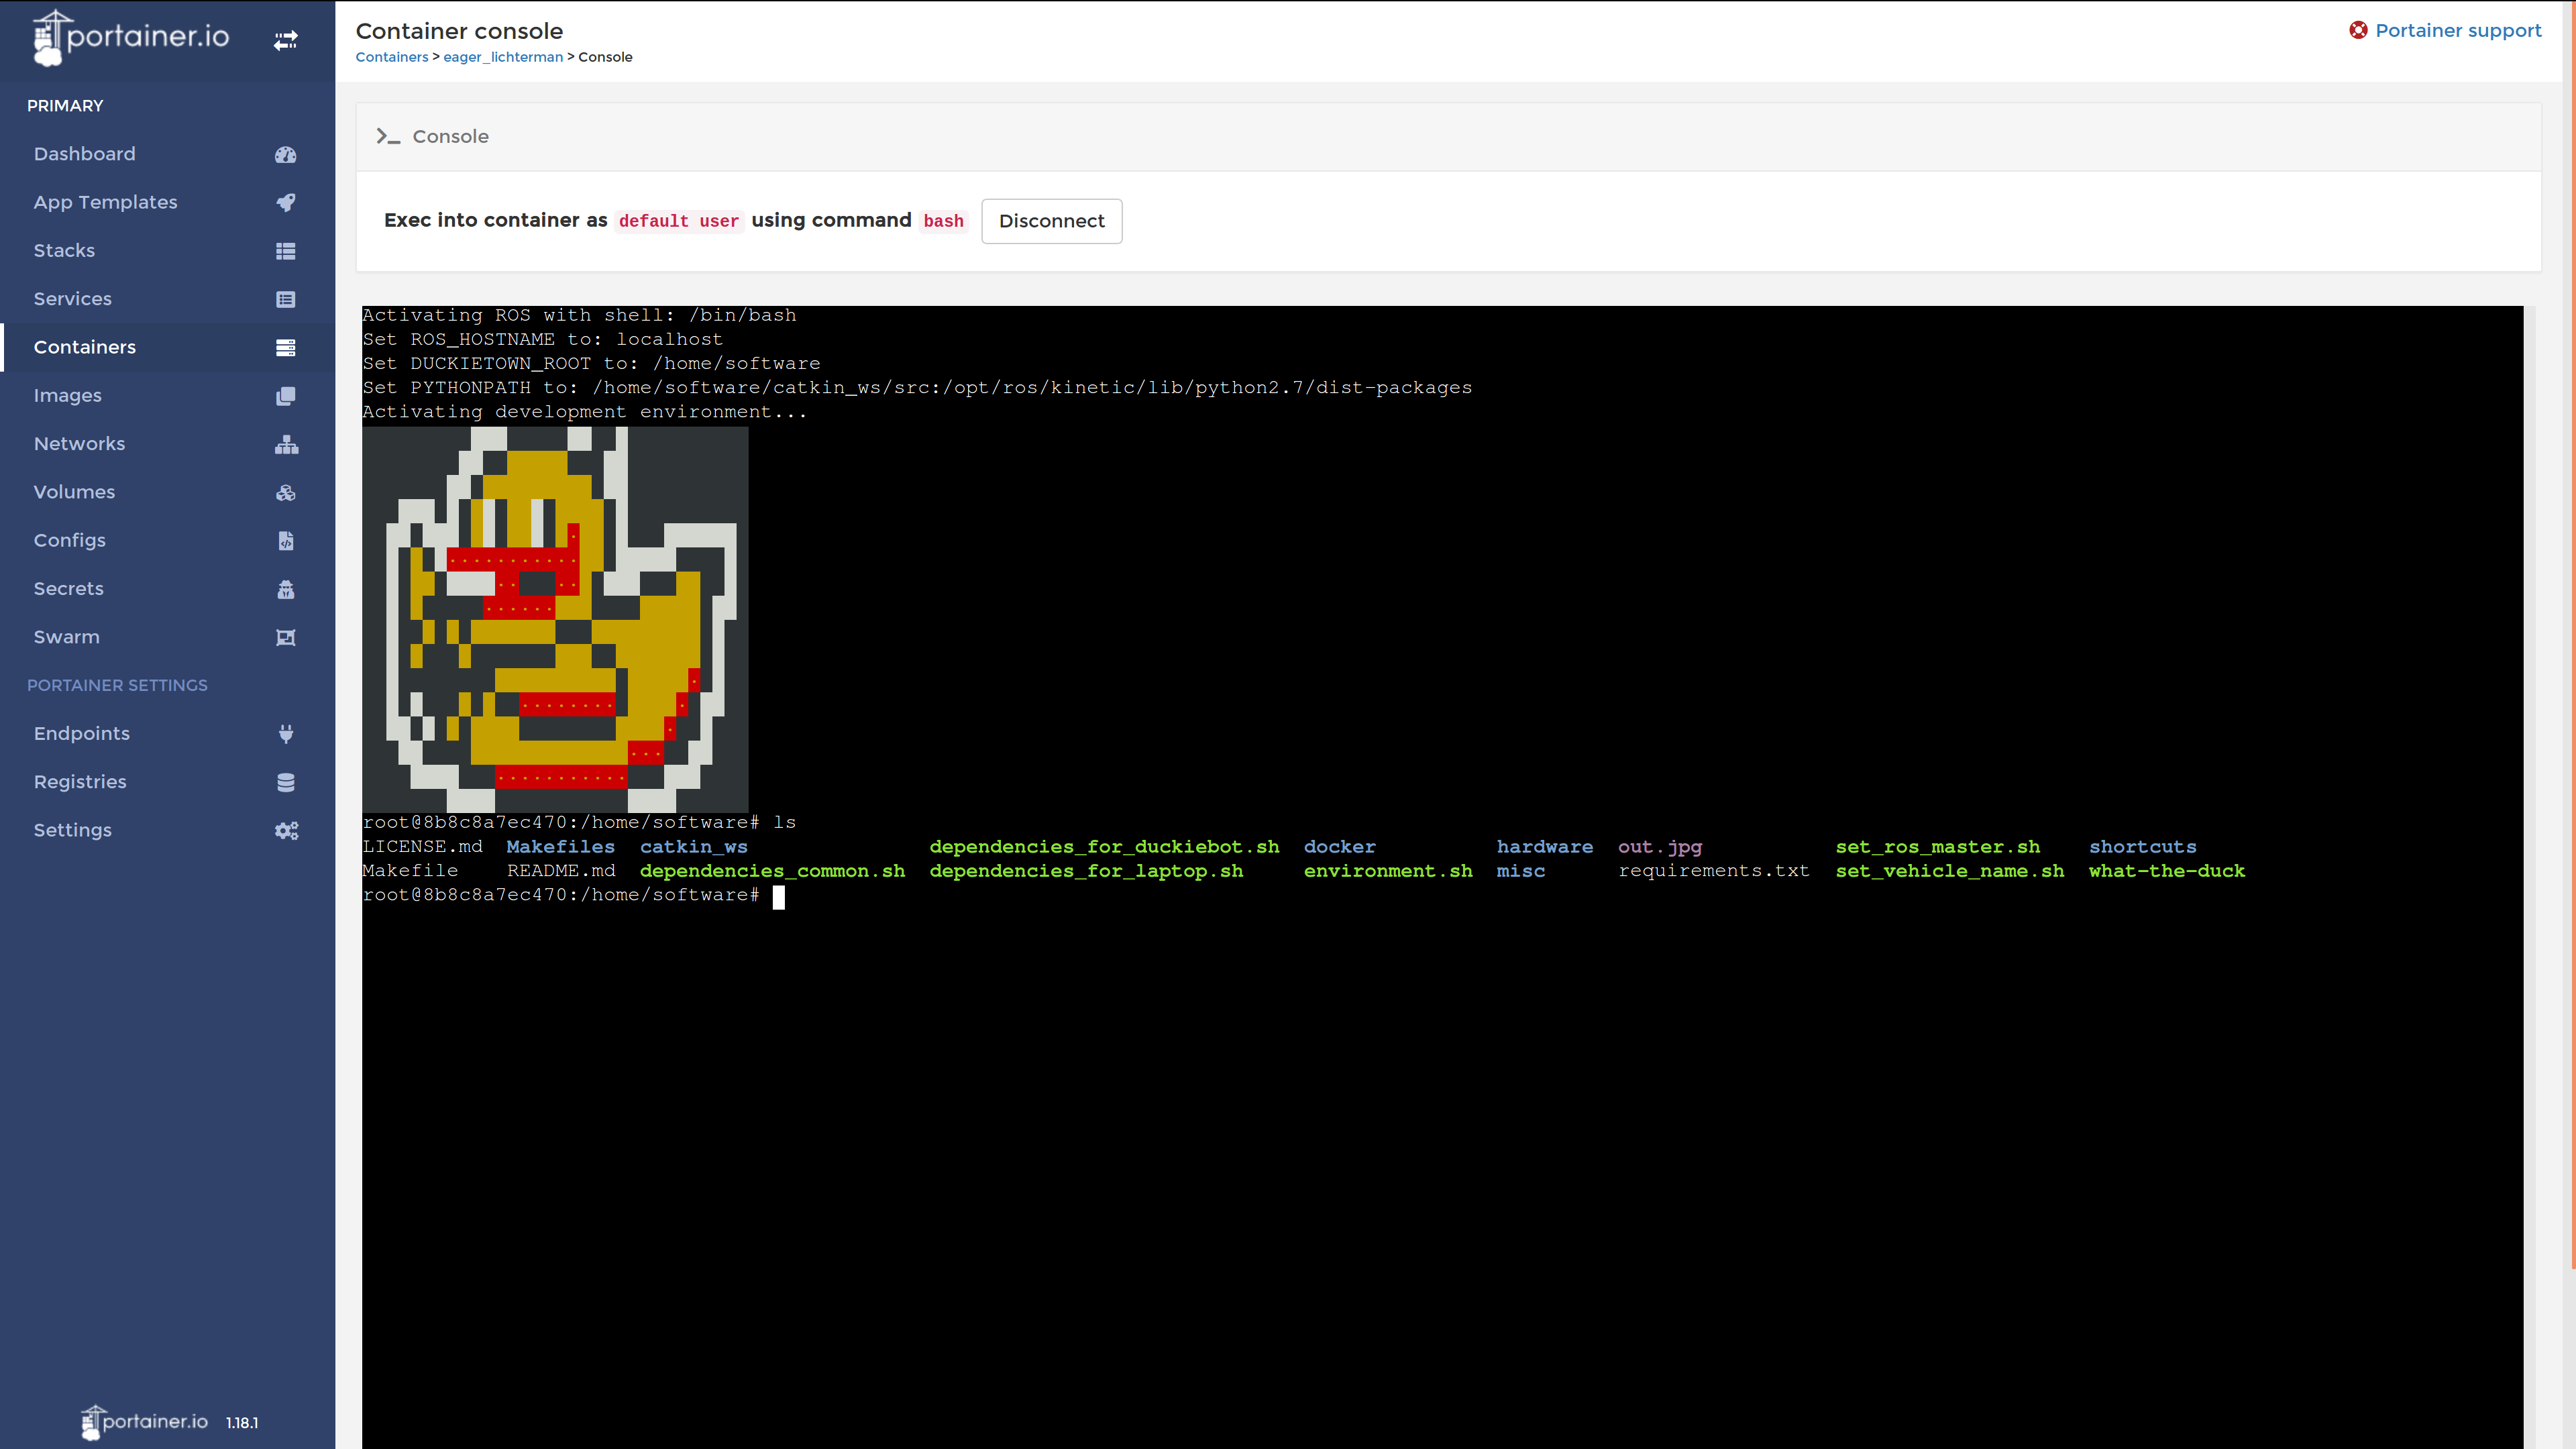 portainer.io
PRIMARY
Dashboard
App Templates
Stacks
Services
Containers
Images
Networks
Volumes
Configs
Secrets
Swarm
PORTAINER SETTINGS
Endpoints
Registries
Settings
portainer.io 1.18.1
Container console
Containers > eager_lichterman > Console
Portainer support
>_ Console
Exec into container as default user using command bash Disconnect
Activating ROS with shell: /bin/bash
Set ROS_HOSTNAME to: localhost
Set DUCKIETOWN_ROOT to: /home/software
Set PYTHONPATH to: /home/software/catkin_ws/src:/opt/ros/kinetic/lib/python2.7/dist-packages
Activating development environment...
root@8b8c8a7ec470:/home/software# ls
LICENSE.md Makefiles catkin_ws dependencies_for_duckiebot.sh docker hardware out.jpg set_ros_master.sh shortcuts
Makefile README.md dependencies_common.sh dependencies_for_laptop.sh environment.sh misc requirements.txt set_vehicle_name.sh what-the-duck
root@8b8c8a7ec470:/home/software#